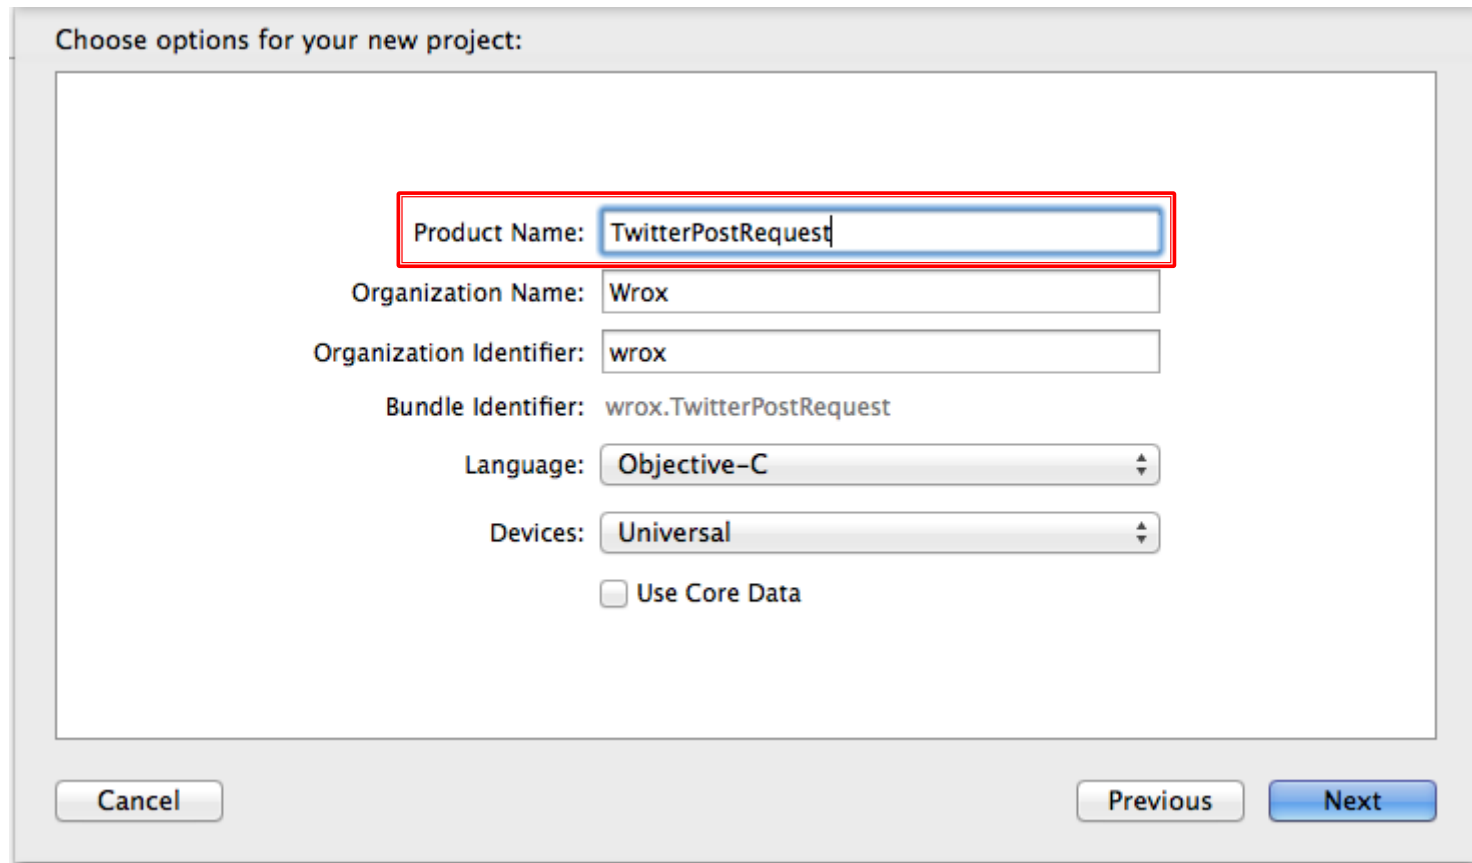 Choose options for your new project:
Product Name: TwitterPostRequest
Organization Name: Wrox
Organization Identifier: wrox
Bundle Identifier: wrox.TwitterPostRequest
Language: Objective-C
Devices: Universal
Use Core Data
Cancel Previous Next